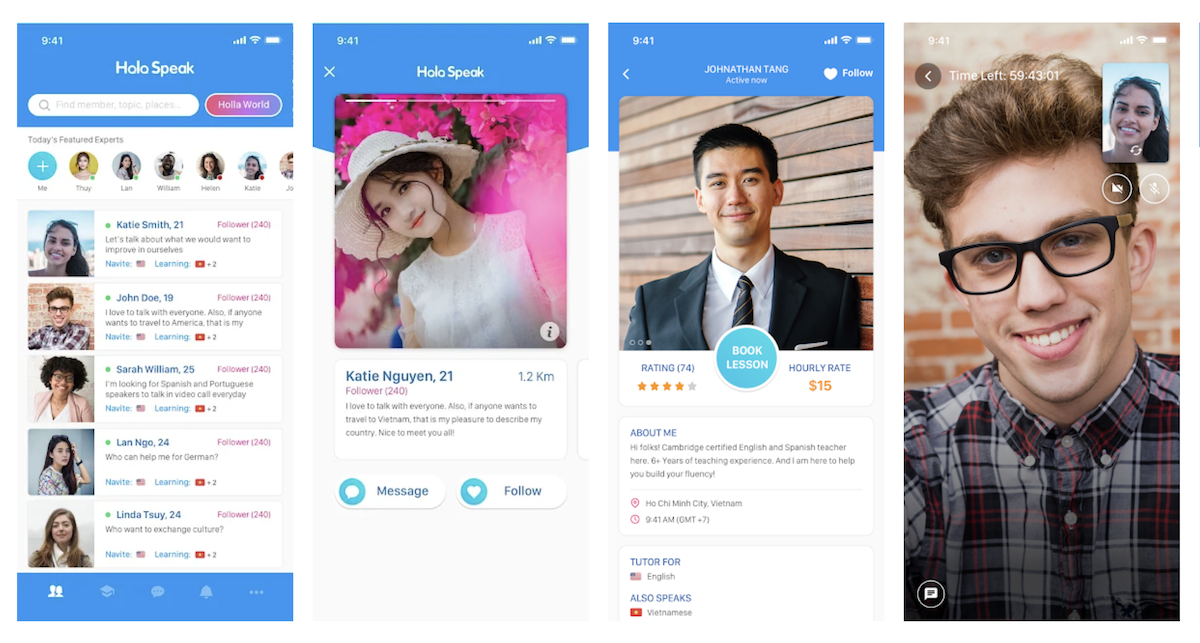 9:41
Hola Speak
Find member, topic, places...
Holla World
Today's Featured Experts
Me
Thuy
Lan
William
Helen
Katie
Jo
Katie Smith, 21
Follower (240)
Let's talk about what we would want to
improve in ourselves
Navite:
Learning:
+ 2
John Doe, 19
Follower (240)
I love to talk with everyone. Also, if anyone
wants to travel to America, that is my
Navite:
Learning:
+ 2
Sarah William, 25
Follower (240)
I'm looking for Spanish and Portuguese
speakers to talk in video call everyday
Navite:
Learning:
+ 2
Lan Ngo, 24
Follower (240)
Who can help me for German?
Navite:
Learning:
+ 2
Linda Tsuy, 24
Follower (240)
Who want to exchange culture?
Navite:
Learning:
+ 2
9:41
Hola Speak
Katie Nguyen, 21
1.2 Km
Follower (240)
I love to talk with everyone. Also, if anyone wants to
travel to Vietnam, that is my pleasure to describe my
country. Nice to meet you all!
Message
Follow
9:41
JOHNATHAN TANG
Active now
Follow
BOOK
LESSON
RATING (74)
HOURLY RATE
$15
ABOUT ME
Hi folks! Cambridge certified English and Spanish teacher
here. 6+ Years of teaching experience. And I am here to help
you build your fluency!
Ho Chi Minh City, Vietnam
9:41 AM (GMT +7)
TUTOR FOR
English
ALSO SPEAKS
Vietnamese
9:41
Time Left: 59:43:01